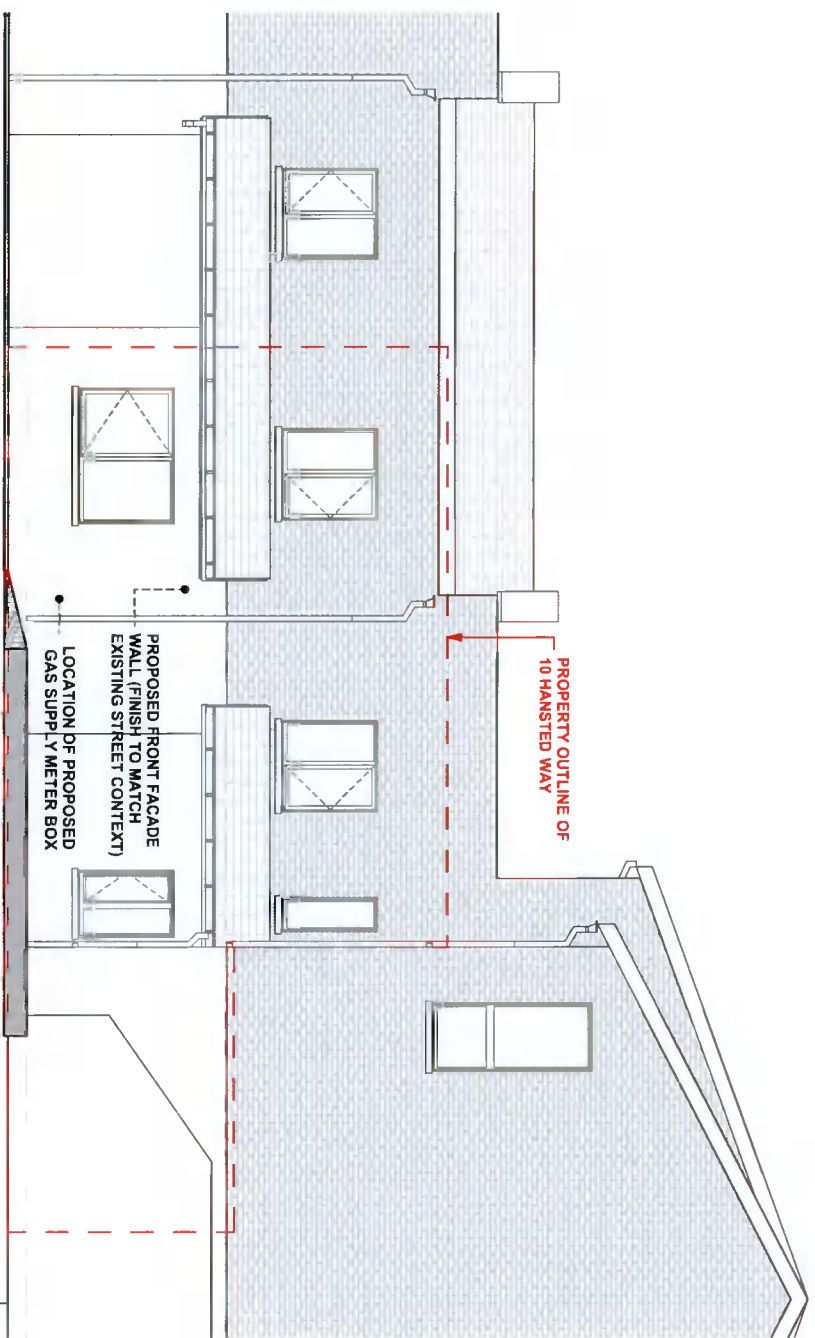 PROPERTY OUTLINE OF
10 HANSTED WAY
PROPOSED FRONT FACADE
WALL (FINISH TO MATCH
EXISTING STREET CONTEXT)
LOCATION OF PROPOSED
GAS SUPPLY METER BOX